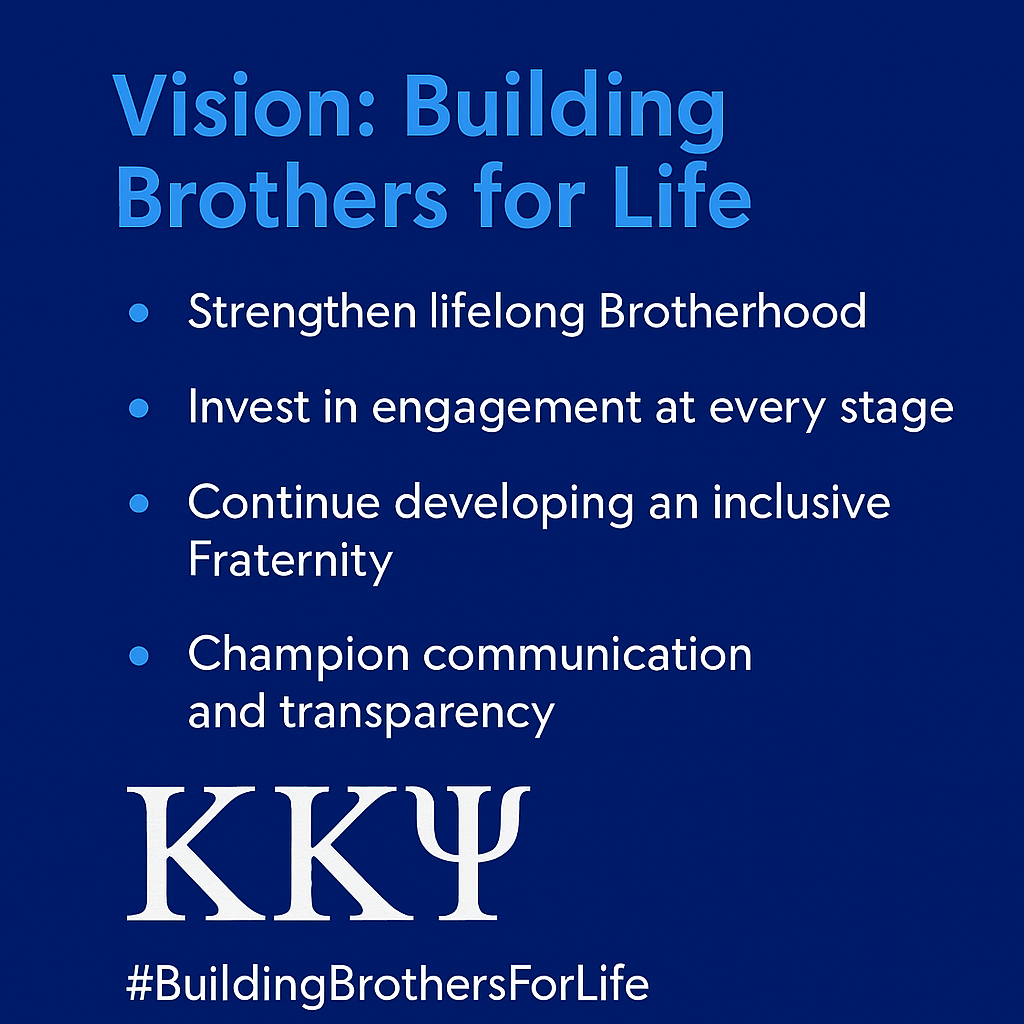 Vision: Building
Brothers for Life
• Strengthen lifelong Brotherhood
• Invest in engagement at every stage
• Continue developing an inclusive
Fraternity
• Champion communication
and transparency
ΚΚΨ
#BuildingBrothersForLife